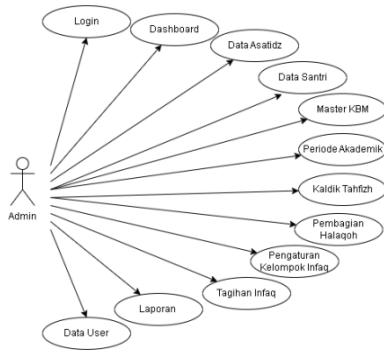 Login
Dashboard
Data Asatidz
Data Santri
Master KBM
Periode Akademik
Kaldik Tahfizh
Pembagian
Halaqoh
Pengaturan
Kelompok Infaq
Tagihan Infaq
Laporan
Data User
Admin